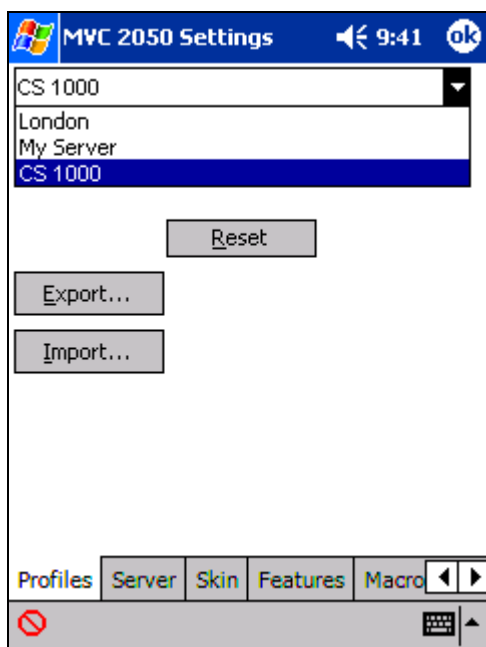 MVC 2050 Settings 9:41 ok
CS 1000
London
My Server
CS 1000
Reset
Export...
Import...
Profiles Server Skin Features Macro